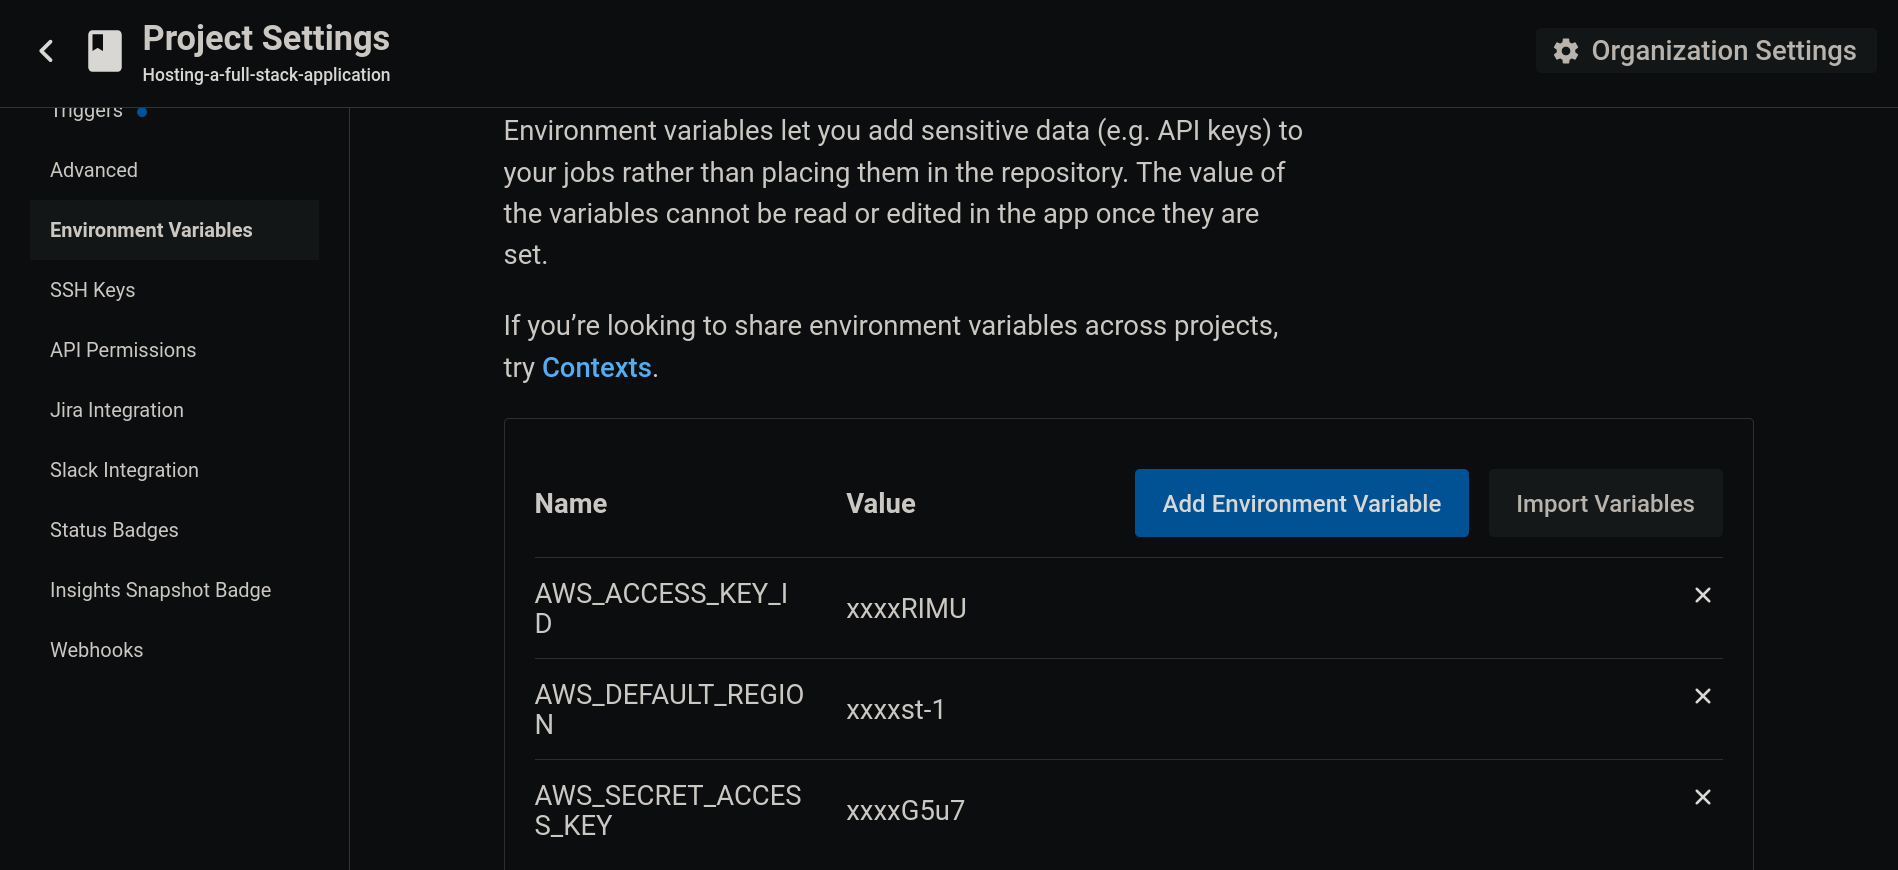 Project Settings
Hosting-a-full-stack-application
Organization Settings
Triggers
Advanced
Environment Variables
SSH Keys
API Permissions
Jira Integration
Slack Integration
Status Badges
Insights Snapshot Badge
Webhooks
Environment variables let you add sensitive data (e.g. API keys) to
your jobs rather than placing them in the repository. The value of
the variables cannot be read or edited in the app once they are
set.
If you’re looking to share environment variables across projects,
try Contexts.
Name Value Add Environment Variable Import Variables
AWS_ACCESS_KEY_I
D
xxxxRIMU
AWS_DEFAULT_REGIO
N
xxxxst-1
AWS_SECRET_ACCES
S_KEY
xxxxG5u7